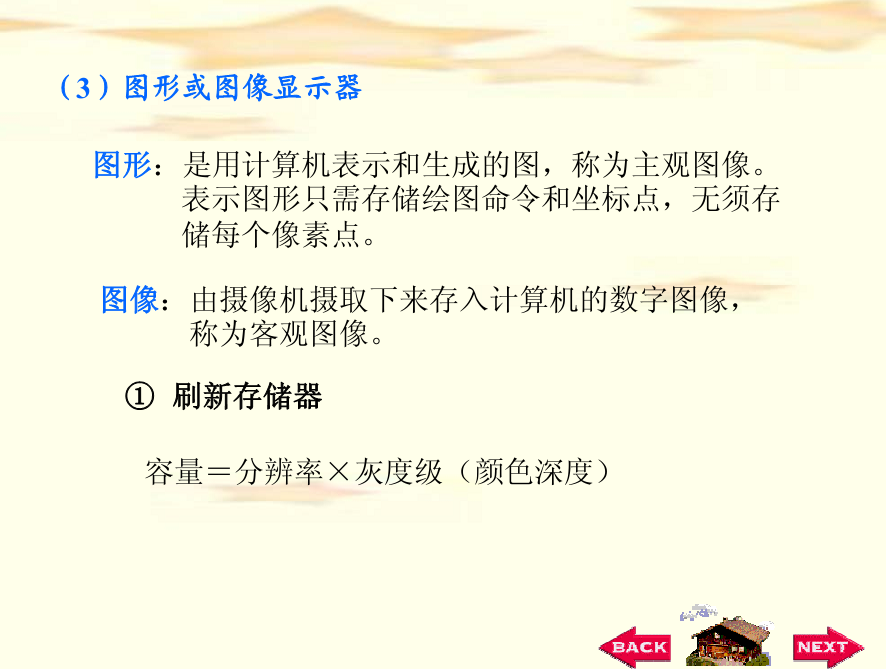 （3）图形或图像显示器
图形：是用计算机表示和生成的图，称为主观图像。
表示图形只需存储绘图命令和坐标点，无须存
储每个像素点。
图像：由摄像机摄取下来存入计算机的数字图像，
称为客观图像。
① 刷新存储器
容量＝分辨率×灰度级（颜色深度）
BACK NEXT